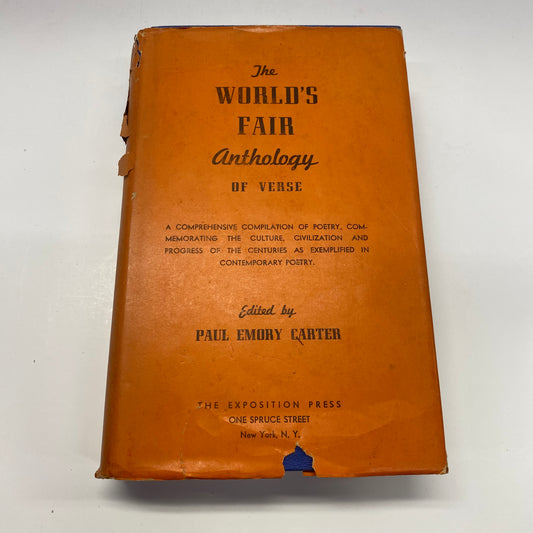 The
WORLD'S
FAIR
Anthology
OF VERSE
A COMPREHENSIVE COMPILATION OF POETRY, COM-
MEMORATING THE CULTURE, CIVILIZATION AND
PROGRESS OF THE CENTURIES AS EXEMPLIFIED IN
CONTEMPORARY POETRY.
Edited by
PAUL EMORY CARTER
THE EXPOSITION PRESS
ONE SPRUCE STREET
New York, N. Y.